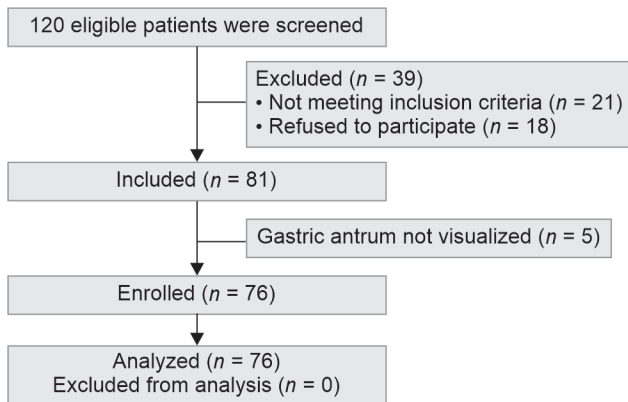 120 eligible patients were screened
Excluded (n = 39)
• Not meeting inclusion criteria (n = 21)
• Refused to participate (n = 18)
Included (n = 81)
Gastric antrum not visualized (n = 5)
Enrolled (n = 76)
Analyzed (n = 76)
Excluded from analysis (n = 0)